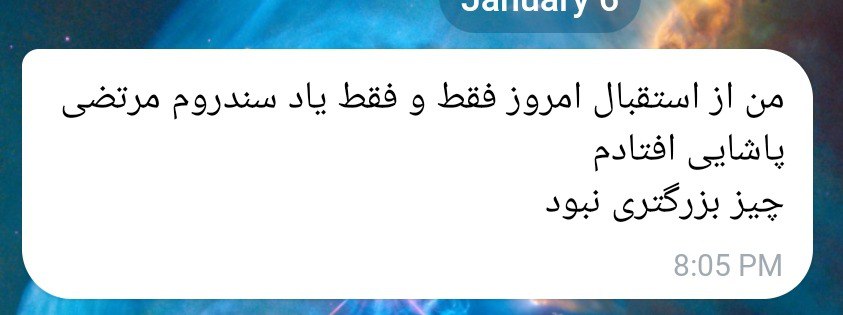 January 6
من از استقبال امروز فقط و فقط یاد سندروم مرتضی
پاشایی افتادم
چیز بزرگتری نبود
8:05 PM